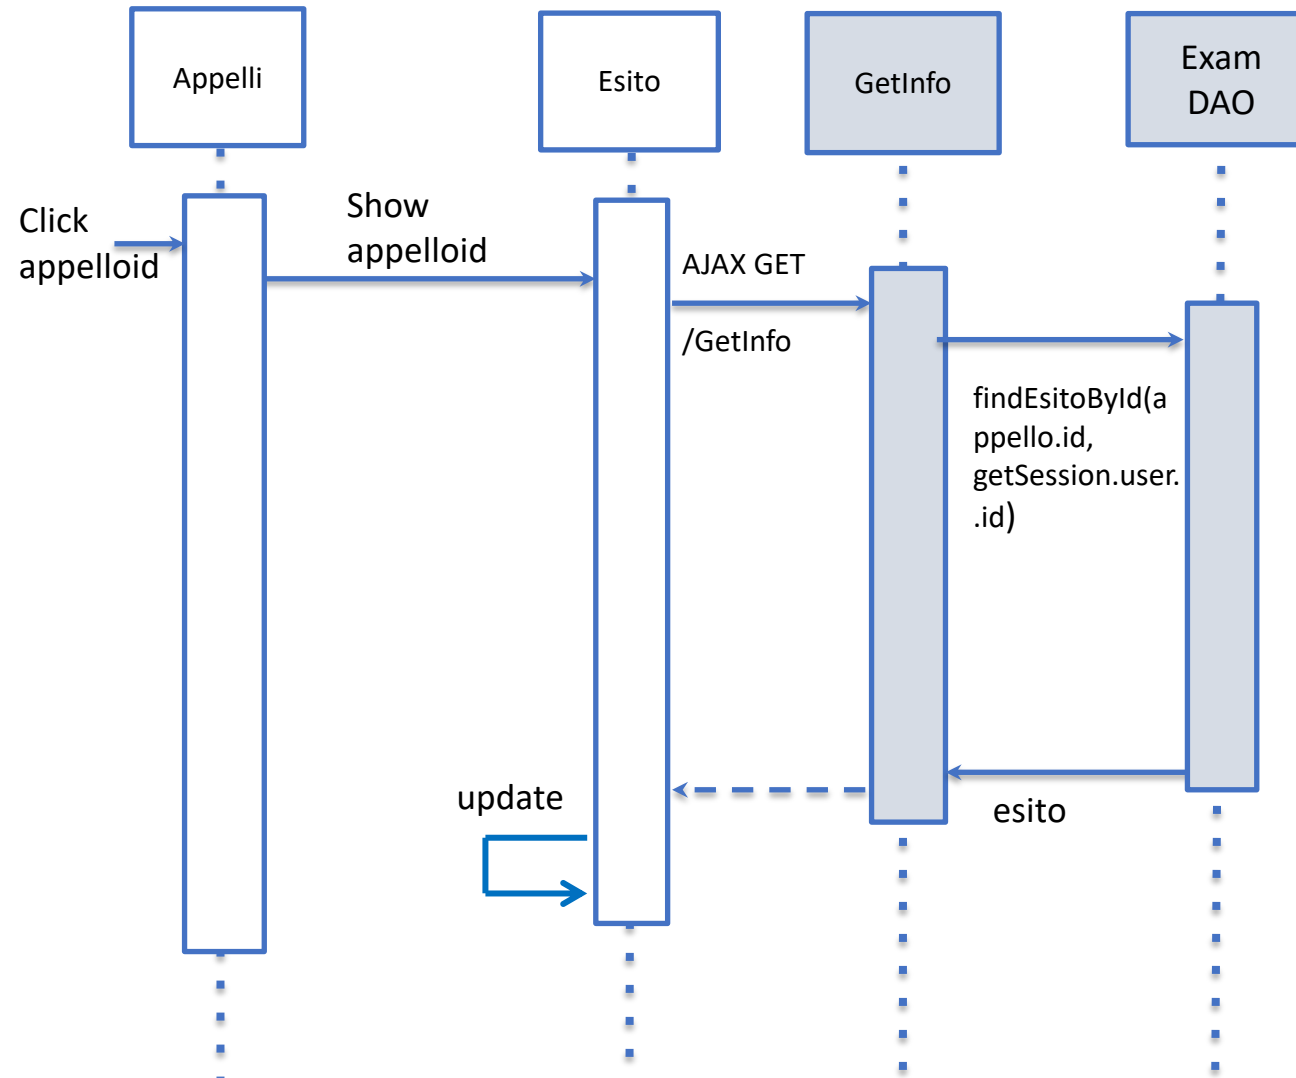 Appelli
Esito
GetInfo
Exam
DAO
Click
appelloid
Show
appelloid
AJAX GET
/GetInfo
findEsitoById(a
ppello.id,
getSession.user.
.id)
update
esito